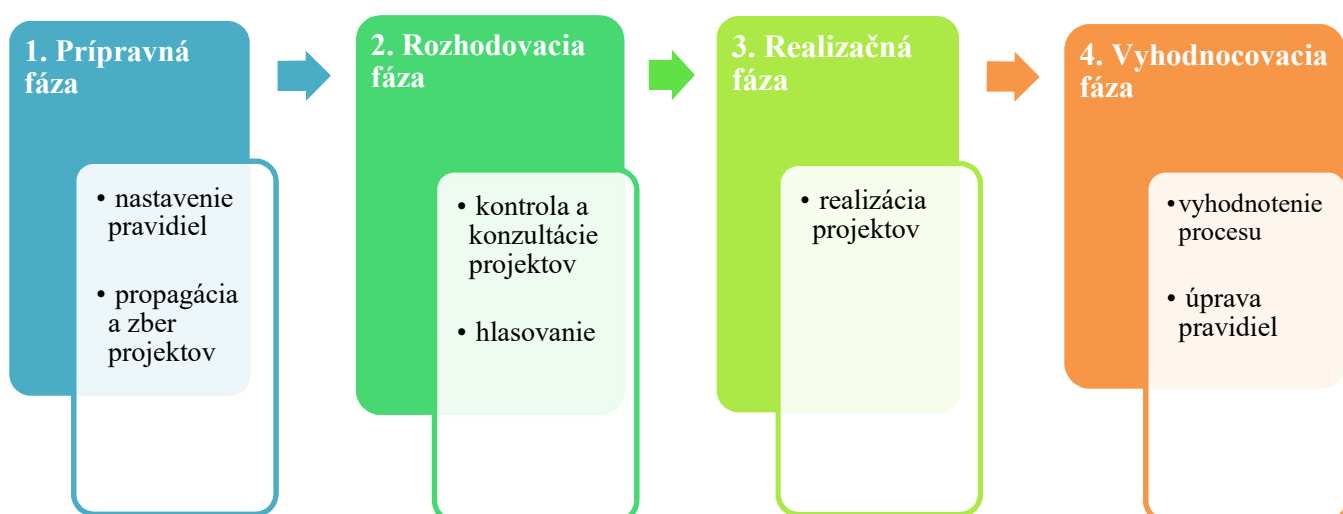 1. Prípravná
fáza
• nastavenie
pravidiel
• propagácia
a zber
projektov
2. Rozhodovacia
fáza
• kontrola a
konzultácie
projektov
• hlasovanie
3. Realizačná
fáza
• realizácia
projektov
4. Vyhodnocovacia
fáza
•vyhodnotenie
procesu
• úprava
pravidiel